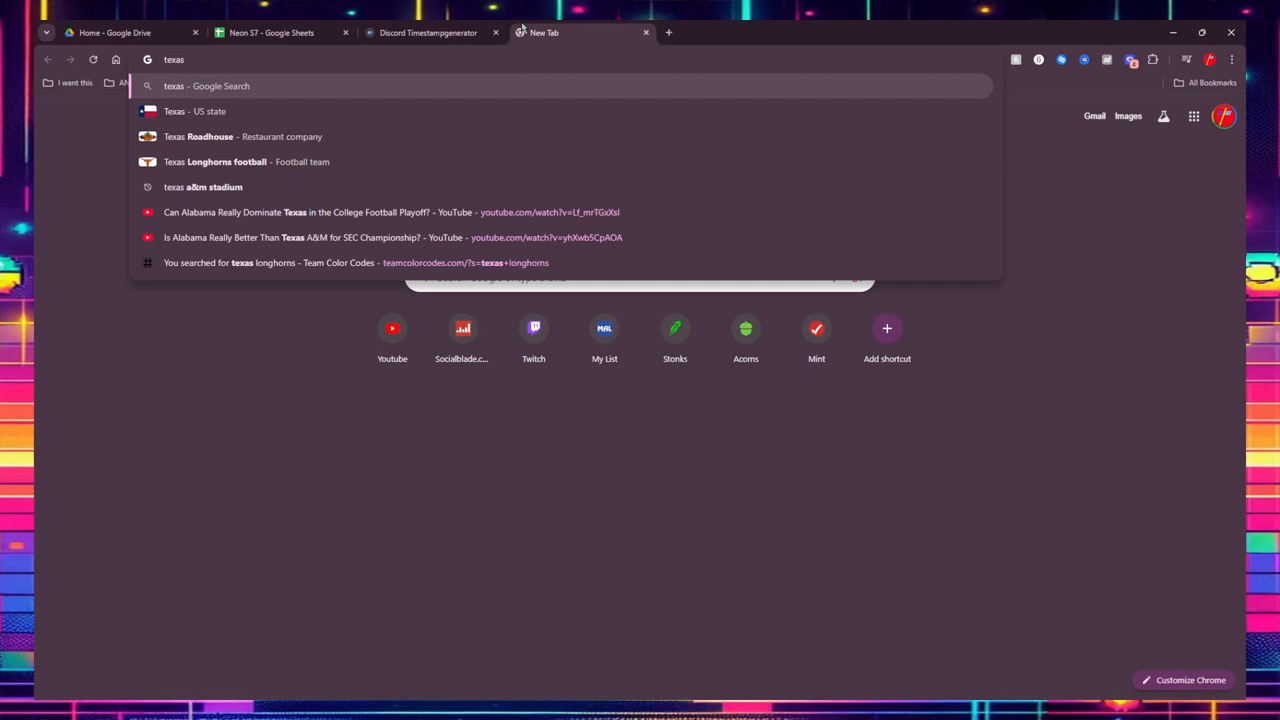 Home - Google Drive
Neon S7 - Google Sheets
Discord Timestampgenerator
New Tab
texas
I want this
All Bookmarks
texas - Google Search
Texas - US state
Texas Roadhouse - Restaurant company
Texas Longhorns football - Football team
texas a&m stadium
Can Alabama Really Dominate Texas in the College Football Playoff? - YouTube - youtube.com/watch?v=Lf_mrTGxXsI
Is Alabama Really Better Than Texas A&M for SEC Championship? - YouTube - youtube.com/watch?v=yhXwb5CpAOA
You searched for texas longhorns - Team Color Codes - teamcolorcodes.com/?s=texas+longhorns
Gmail
Images
Youtube
Socialblade.c...
Twitch
MAL
My List
Stonks
Acorns
Mint
Add shortcut
Customize Chrome